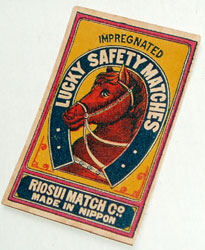 IMPREGNATED
LUCKY SAFETY MATCHES
RIOSUI MATCH Co
MADE IN NIPPON